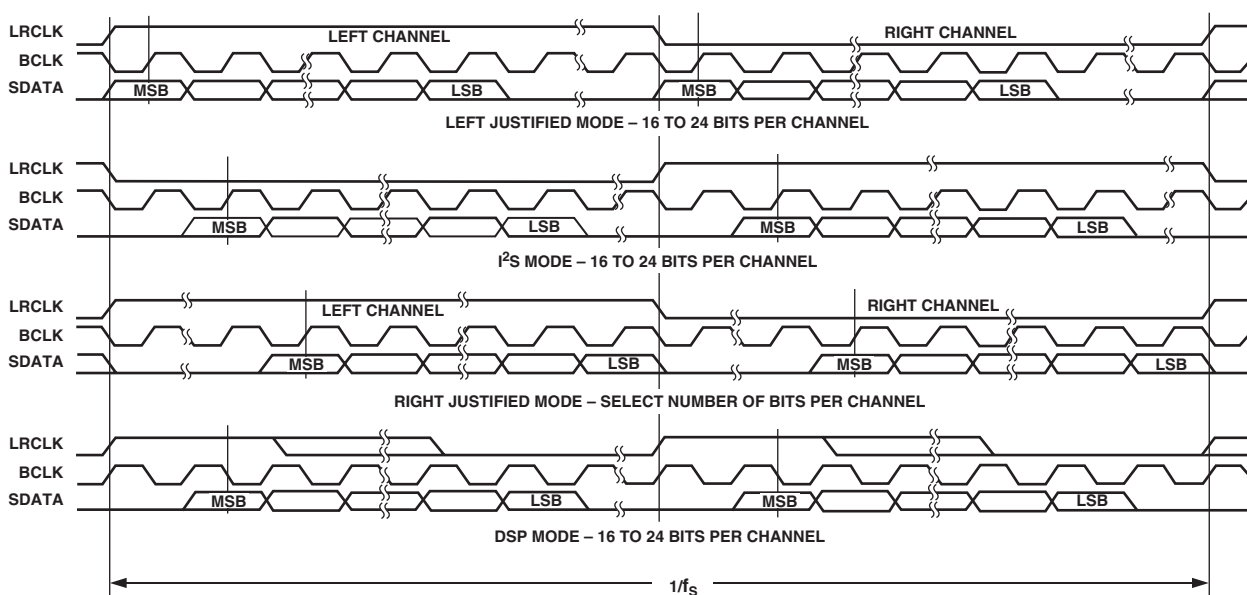 LRCLK
LEFT CHANNEL
RIGHT CHANNEL
BCLK
SDATA
MSB
LSB
MSB
LSB
LEFT JUSTIFIED MODE – 16 TO 24 BITS PER CHANNEL
LRCLK
BCLK
SDATA
MSB
LSB
MSB
LSB
I²S MODE – 16 TO 24 BITS PER CHANNEL
LRCLK
LEFT CHANNEL
RIGHT CHANNEL
BCLK
SDATA
MSB
LSB
MSB
LSB
RIGHT JUSTIFIED MODE – SELECT NUMBER OF BITS PER CHANNEL
LRCLK
BCLK
SDATA
MSB
LSB
MSB
LSB
DSP MODE – 16 TO 24 BITS PER CHANNEL
1/fS